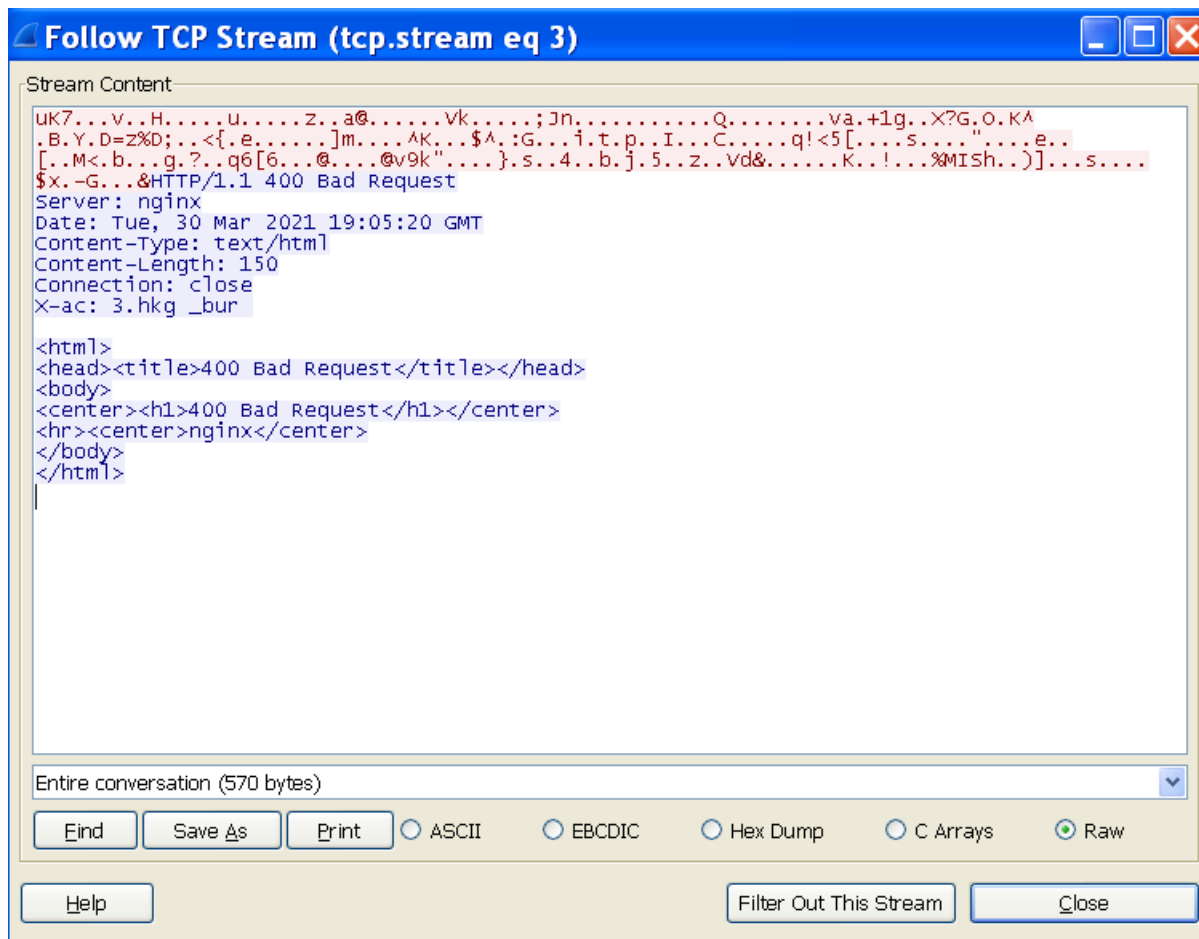 Follow TCP Stream (tcp.stream eq 3)
Stream Content
uK7...v..H.....u.....z..a@......Vk.....;Jn...........Q........va.+1g..X?G.O.K^
.B.Y.D=z%D;..<{.e......]m....^K...$^.:G...i.t.p..I...C.....q!<5[....s...."....e..
[..M<.b...g.?..q6[6...@....@v9k"....}.s..4..b.j.5..z..Vd&......K..!...%MISh..)]...s....
$x.-G...&HTTP/1.1 400 Bad Request
Server: nginx
Date: Tue, 30 Mar 2021 19:05:20 GMT
Content-Type: text/html
Content-Length: 150
Connection: close
X-ac: 3.hkg _bur
<html>
<head><title>400 Bad Request</title></head>
<body>
<center><h1>400 Bad Request</h1></center>
<hr><center>nginx</center>
</body>
</html>
Entire conversation (570 bytes)
Find Save As Print ASCII EBCDIC Hex Dump C Arrays Raw
Help Filter Out This Stream Close